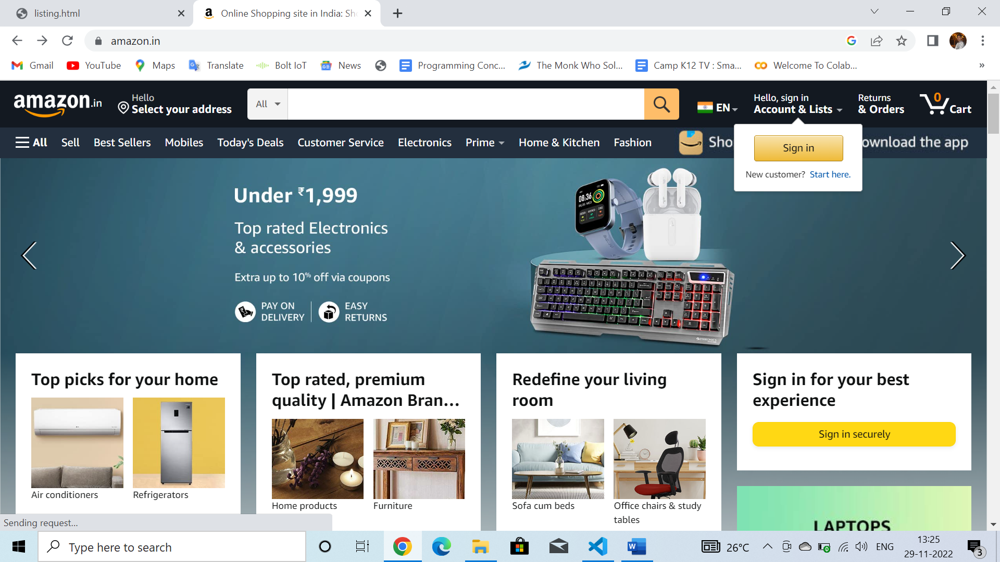 listing.html
Online Shopping site in India: Sho
amazon.in
Gmail
YouTube
Maps
Translate
Bolt IoT
News
Programming Conc...
The Monk Who Sol...
Camp K12 TV : Sma...
Welcome To Colab...
»
amazon.in
Hello
Select your address
All
EN
Hello, sign in
Account & Lists
Returns
& Orders
0
Cart
All
Sell
Best Sellers
Mobiles
Today's Deals
Customer Service
Electronics
Prime
Home & Kitchen
Fashion
Sho
ownload the app
Sign in
New customer? Start here.
Under ₹1,999
Top rated Electronics
& accessories
Extra up to 10% off via coupons
PAY ON
DELIVERY
EASY
RETURNS
08:36
NOISE
ZEBRONICS
Top picks for your home
Air conditioners
Refrigerators
Top rated, premium
quality | Amazon Bran...
Home products
Furniture
Redefine your living
room
Sofa cum beds
Office chairs & study
tables
Sign in for your best
experience
Sign in securely
LAPTOPS
Sending request...
Type here to search
26°C
ENG
13:25
29-11-2022
3